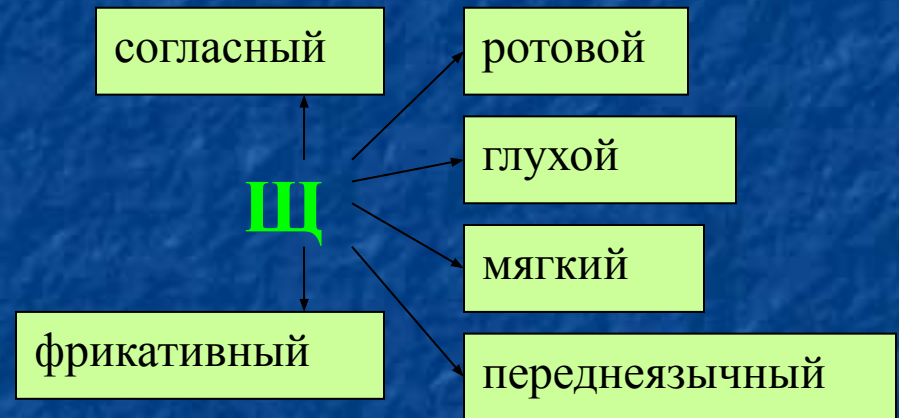 согласный
ротовой
глухой
Щ
мягкий
фрикативный
переднеязычный